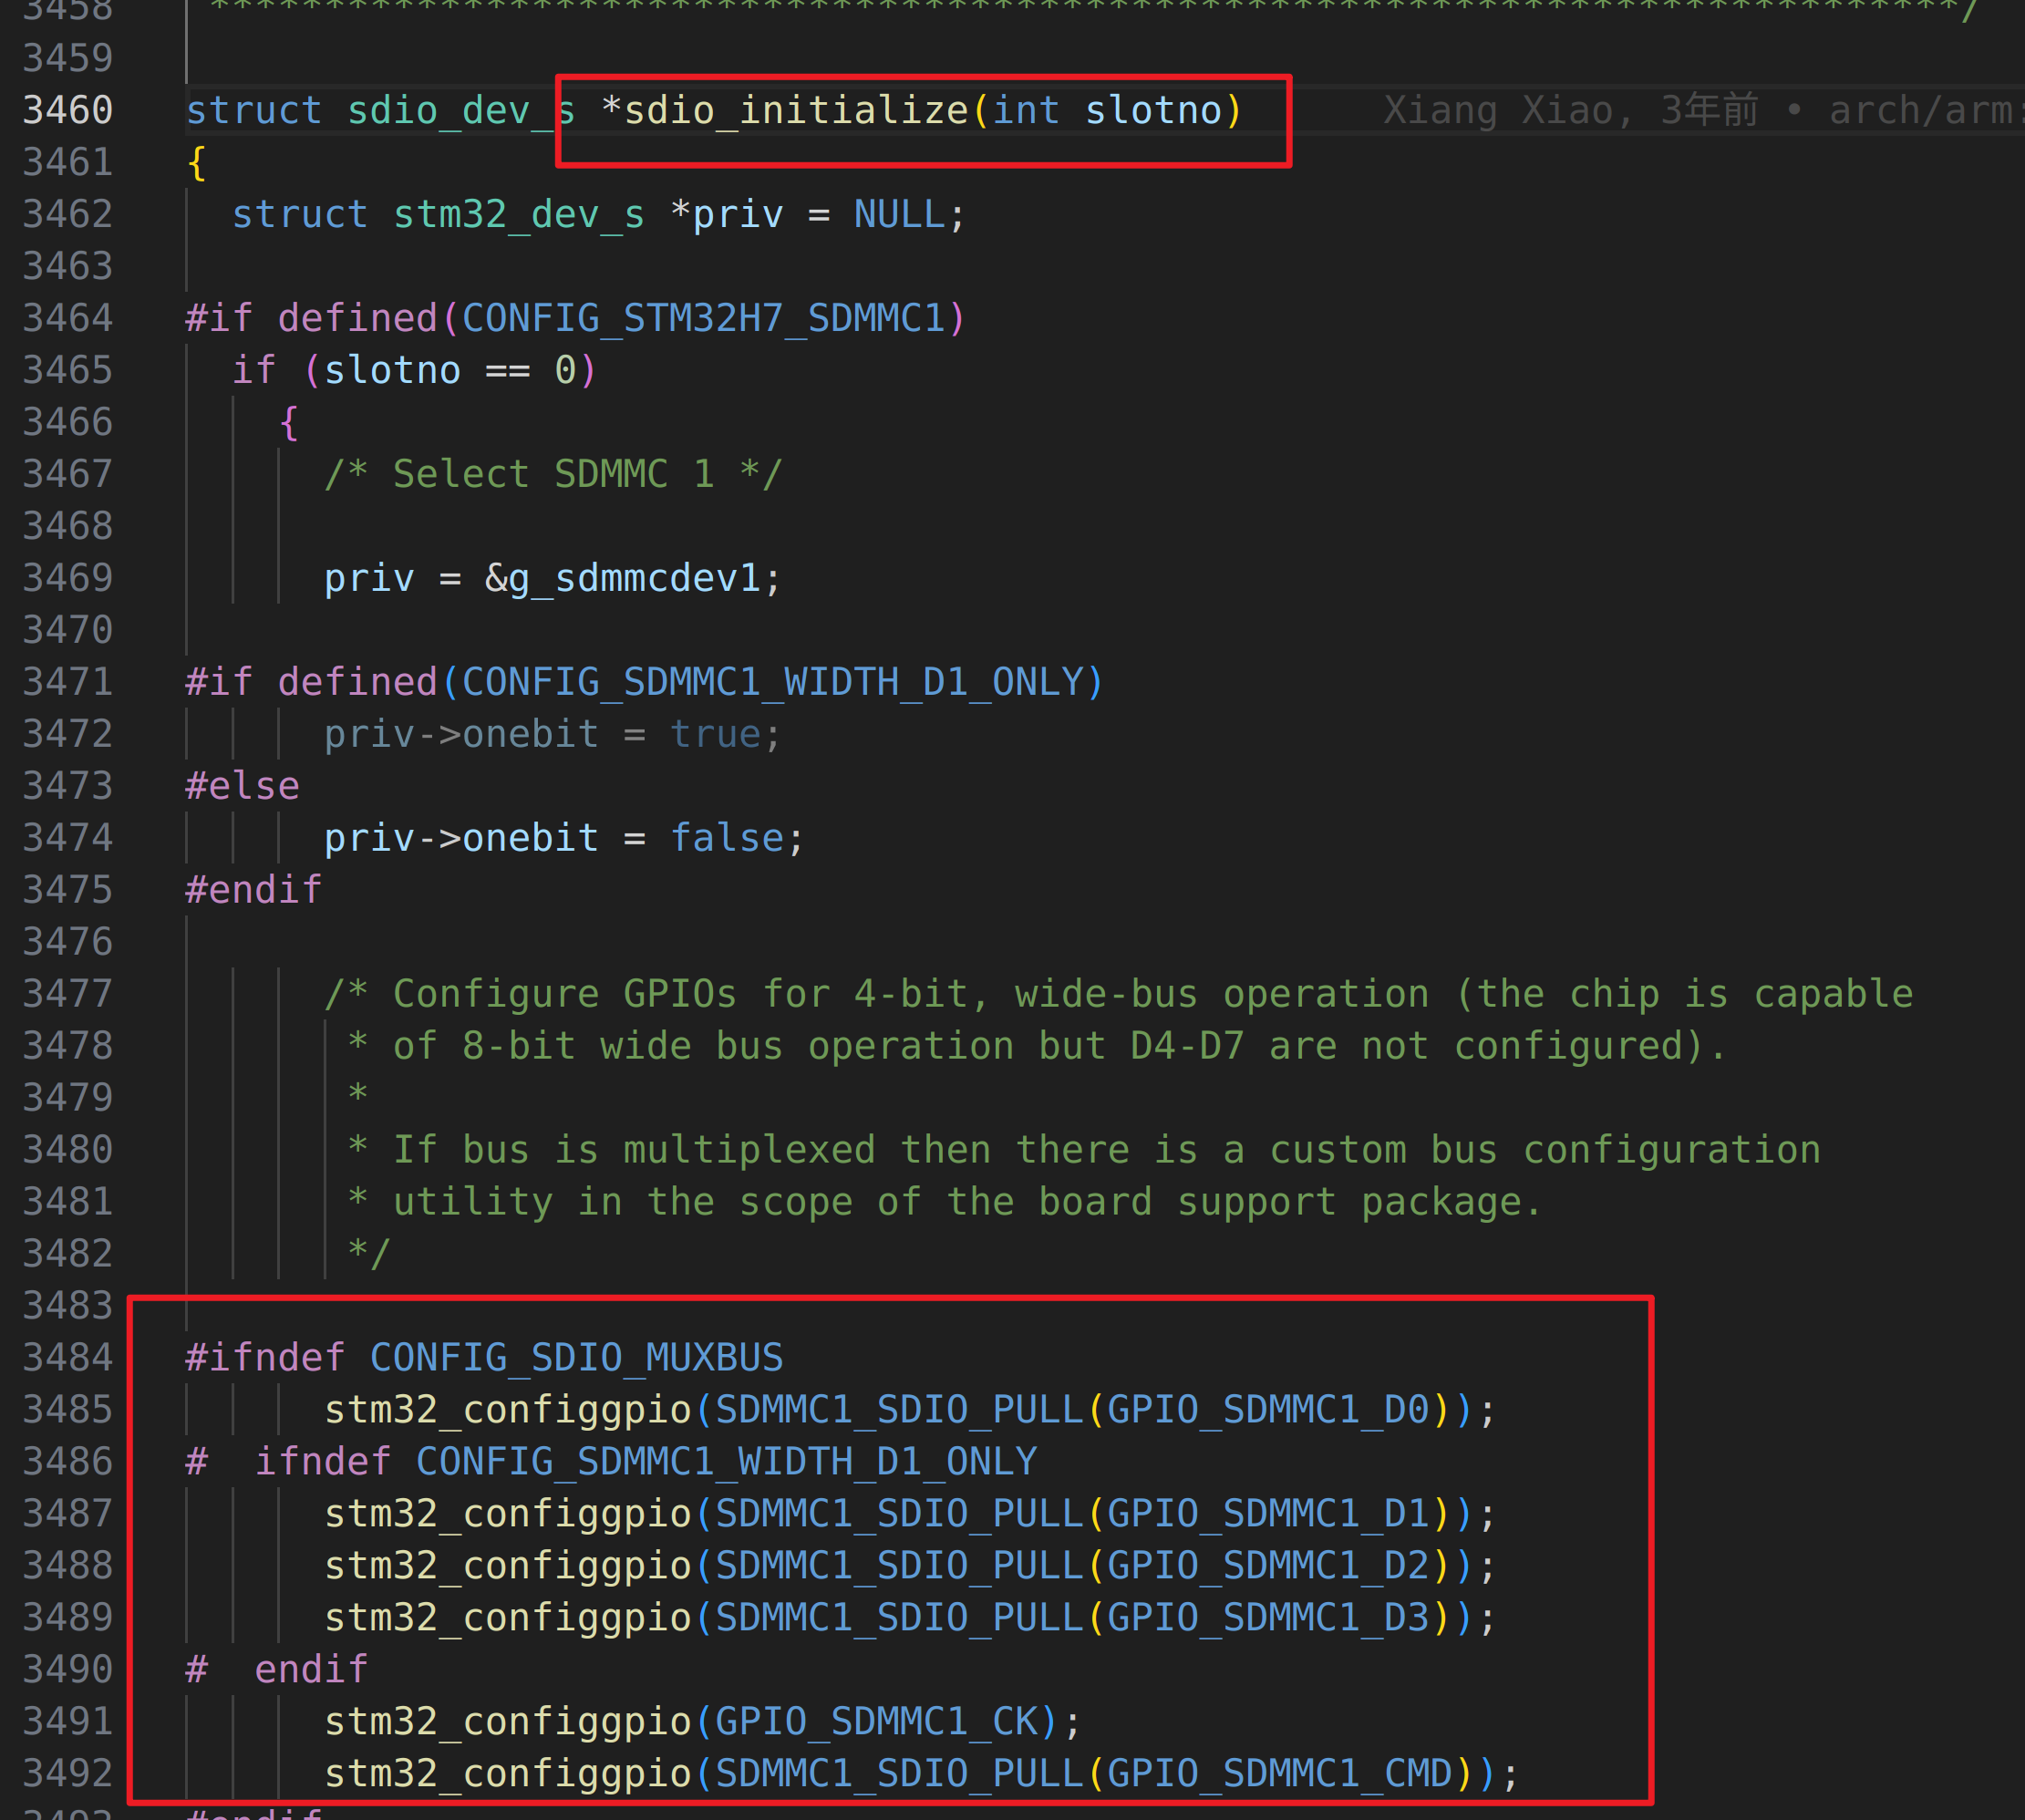 3458  ****************************************************************************/
3459
3460 struct sdio_dev_s *sdio_initialize(int slotno) Xiang Xiao, 3年前 • arch/arm:
3461 {
3462   struct stm32_dev_s *priv = NULL;
3463
3464 #if defined(CONFIG_STM32H7_SDMMC1)
3465   if (slotno == 0)
3466     {
3467       /* Select SDMMC 1 */
3468
3469       priv = &g_sdmmcdev1;
3470
3471 #if defined(CONFIG_SDMMC1_WIDTH_D1_ONLY)
3472       priv->onebit = true;
3473 #else
3474       priv->onebit = false;
3475 #endif
3476
3477       /* Configure GPIOs for 4-bit, wide-bus operation (the chip is capable
3478        * of 8-bit wide bus operation but D4-D7 are not configured).
3479        *
3480        * If bus is multiplexed then there is a custom bus configuration
3481        * utility in the scope of the board support package.
3482        */
3483
3484 #ifndef CONFIG_SDIO_MUXBUS
3485       stm32_configgpio(SDMMC1_SDIO_PULL(GPIO_SDMMC1_D0));
3486 #  ifndef CONFIG_SDMMC1_WIDTH_D1_ONLY
3487       stm32_configgpio(SDMMC1_SDIO_PULL(GPIO_SDMMC1_D1));
3488       stm32_configgpio(SDMMC1_SDIO_PULL(GPIO_SDMMC1_D2));
3489       stm32_configgpio(SDMMC1_SDIO_PULL(GPIO_SDMMC1_D3));
3490 #  endif
3491       stm32_configgpio(GPIO_SDMMC1_CK);
3492       stm32_configgpio(SDMMC1_SDIO_PULL(GPIO_SDMMC1_CMD));
3493 #endif